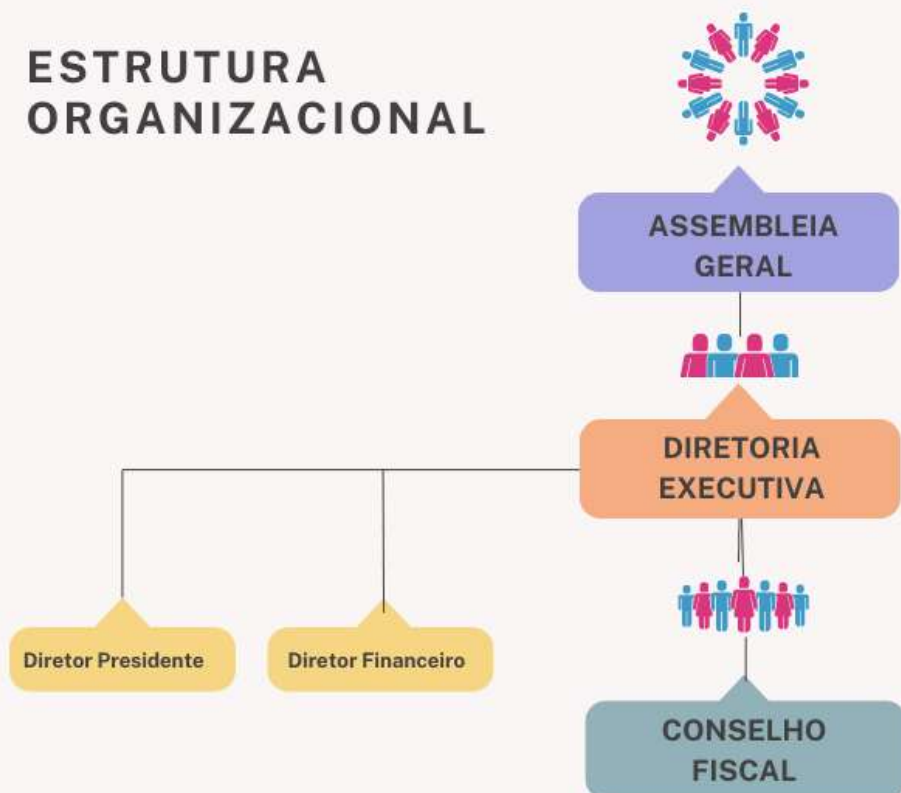 ESTRUTURA
ORGANIZACIONAL
ASSEMBLEIA
GERAL
DIRETORIA
EXECUTIVA
Diretor Presidente
Diretor Financeiro
CONSELHO
FISCAL